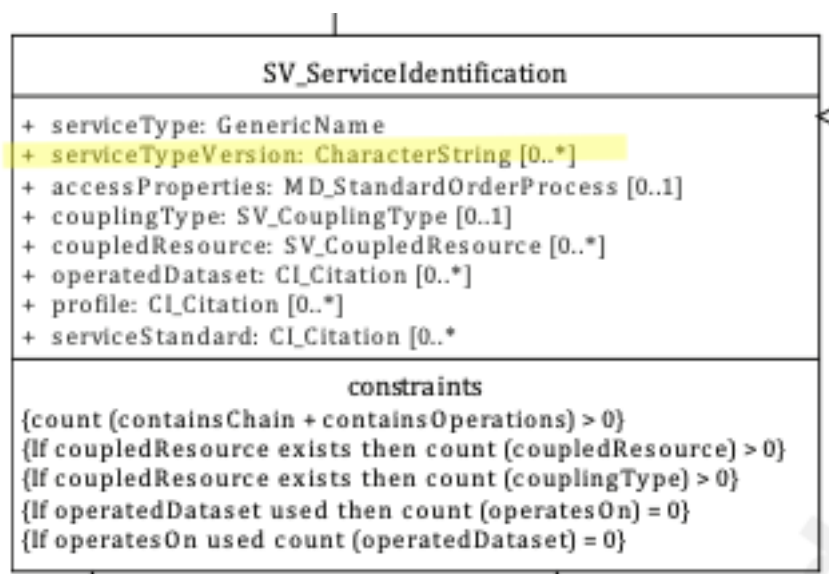 SV_ServiceIdentification
+ serviceType: GenericName
+ serviceTypeVersion: CharacterString [0..*]
+ accessProperties: MD_StandardOrderProcess [0..1]
+ couplingType: SV_CouplingType [0..1]
+ coupledResource: SV_CoupledResource [0..*]
+ operatedDataset: CI_Citation [0..*]
+ profile: CI_Citation [0..*]
+ serviceStandard: CI_Citation [0..*
constraints
{count (containsChain + containsOperations) > 0}
{If coupledResource exists then count (coupledResource) > 0}
{If coupledResource exists then count (couplingType) > 0}
{If operatedDataset used then count (operatesOn) = 0}
{If operatesOn used count (operatedDataset) = 0}